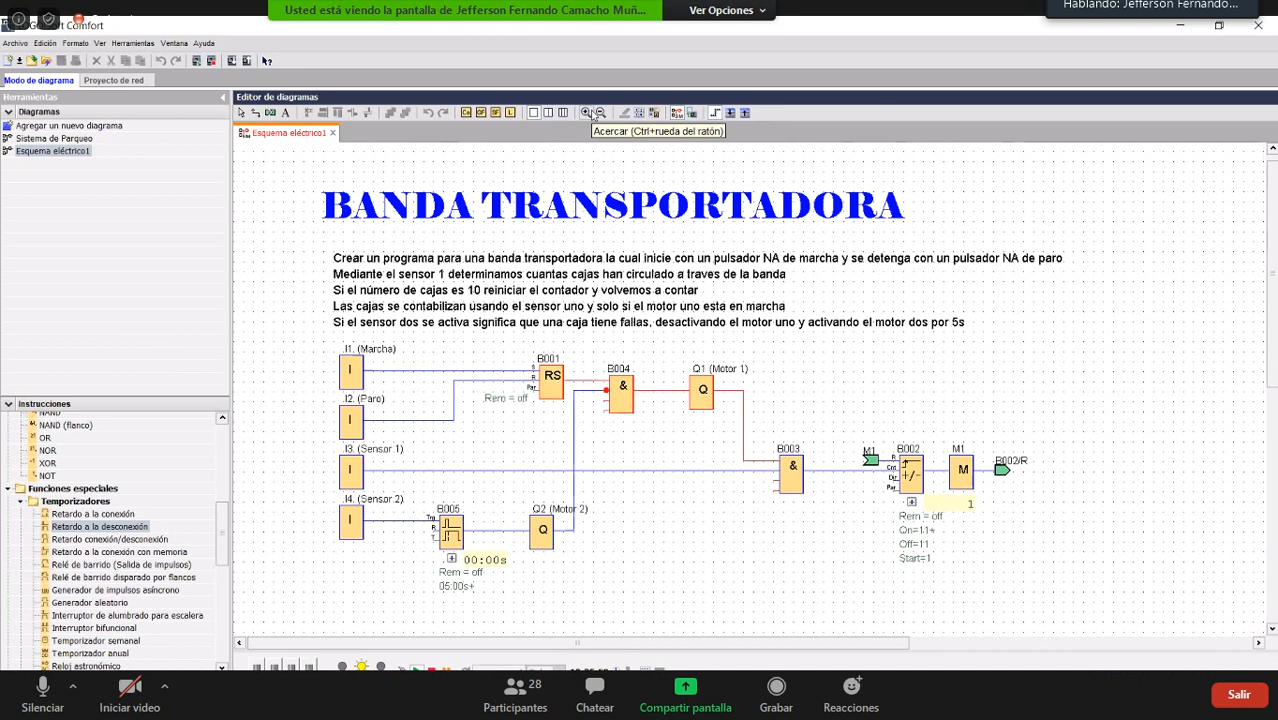 Usted está viendo la pantalla de Jefferson Fernando Camacho Muñ...
Ver Opciones
Hablando: Jefferson Fernando...
Comfort
Archivo Edición Formato Ver Herramientas Ventana Ayuda
Modo de diagrama Proyecto de red
Herramientas
Editor de diagramas
Diagramas
Agregar un nuevo diagrama
Sistema de Parqueo
Esquema eléctrico1
Esquema eléctrico1
Acercar (Ctrl+rueda del ratón)
BANDA TRANSPORTADORA
Crear un programa para una banda transportadora la cual inicie con un pulsador NA de marcha y se detenga con un pulsador NA de paro
Mediante el sensor 1 determinamos cuantas cajas han circulado a traves de la banda
Si el número de cajas es 10 reiniciar el contador y volvemos a contar
Las cajas se contabilizan usando el sensor uno y solo si el motor uno esta en marcha
Si el sensor dos se activa significa que una caja tiene fallas, desactivando el motor uno y activando el motor dos por 5s
I1. (Marcha)
I
B001
RS
S
R
Par
Rem = off
B004
&
Q1 (Motor 1)
Q
I2. (Paro)
I
I3. (Sensor 1)
I
B003
&
M1
B002
R
Cnt
Dir
Par
+/-
M1
M
B002/R
1
Rem = off
On=11+
Off=11
Start=1
I4. (Sensor 2)
I
B005
Trg
R
T
Q2 (Motor 2)
Q
00:00s
Rem = off
05:00s+
Instrucciones
NAND
NAND (flanco)
OR
NOR
XOR
NOT
Funciones especiales
Temporizadores
Retardo a la conexión
Retardo a la desconexión
Retardo conexión/desconexión
Retardo a la conexión con memoria
Relé de barrido (Salida de impulsos)
Relé de barrido disparado por flancos
Generador de impulsos asíncrono
Generador aleatorio
Interruptor de alumbrado para escalera
Interruptor bifuncional
Temporizador semanal
Temporizador anual
Reloj astronómico
Silenciar
Iniciar video
28
Participantes
Chatear
Compartir pantalla
Grabar
Reacciones
Salir